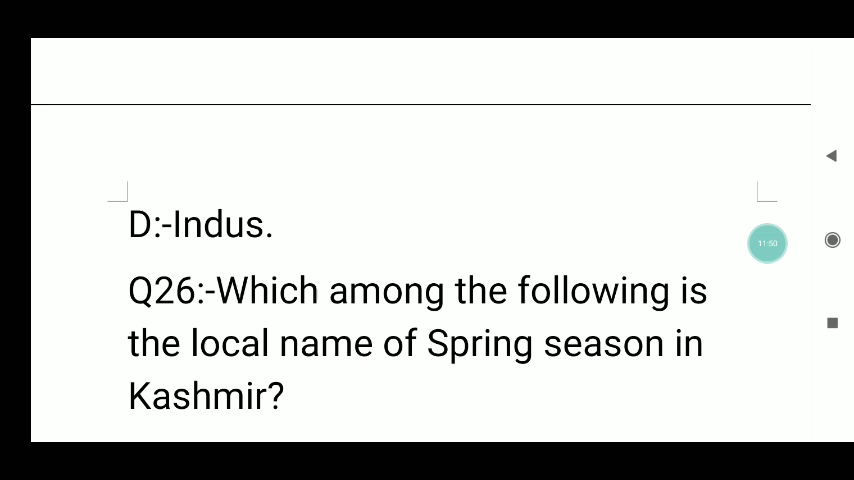 D:-Indus.
11:50
Q26:-Which among the following is
the local name of Spring season in
Kashmir?